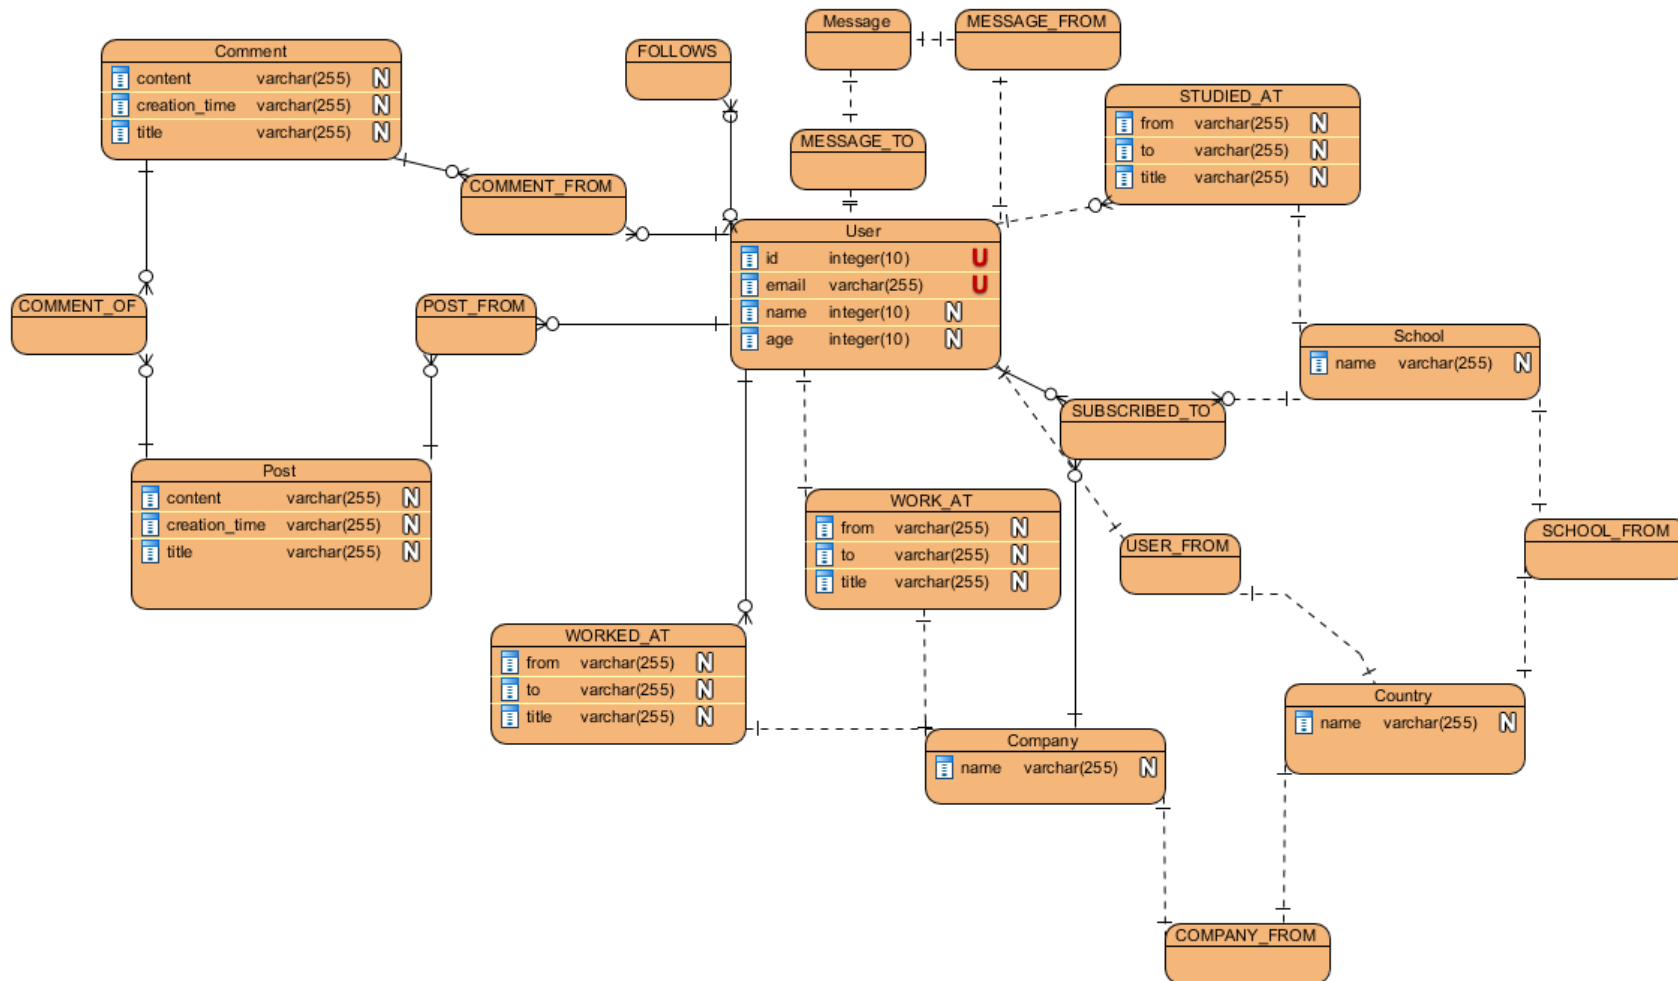 Message
MESSAGE_FROM
Comment
content varchar(255) N
creation_time varchar(255) N
title varchar(255) N
FOLLOWS
STUDIED_AT
from varchar(255) N
to varchar(255) N
title varchar(255) N
MESSAGE_TO
COMMENT_FROM
User
id integer(10) U
email varchar(255) U
name integer(10) N
age integer(10) N
COMMENT_OF
POST_FROM
School
name varchar(255) N
SUBSCRIBED_TO
Post
content varchar(255) N
creation_time varchar(255) N
title varchar(255) N
WORK_AT
from varchar(255) N
to varchar(255) N
title varchar(255) N
USER_FROM
SCHOOL_FROM
WORKED_AT
from varchar(255) N
to varchar(255) N
title varchar(255) N
Country
name varchar(255) N
Company
name varchar(255) N
COMPANY_FROM